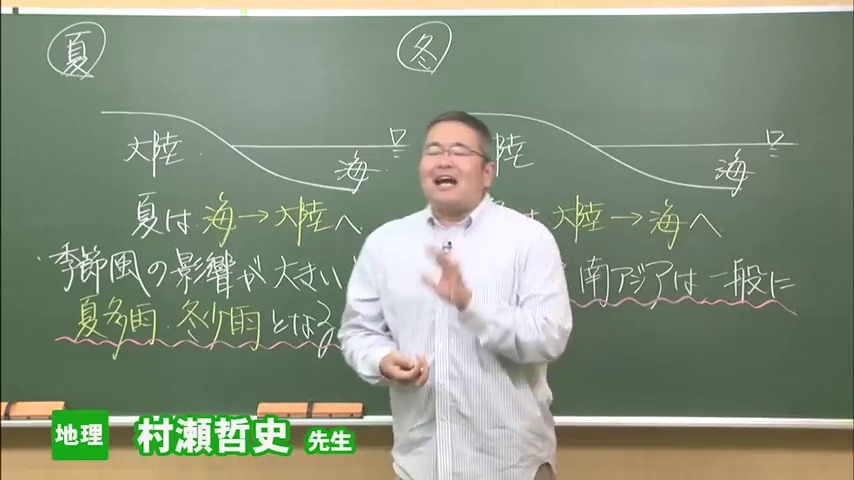 夏
冬
大陸
海
陸
海
夏は 海→大陸へ
は 大陸→海へ
・季節風の影響が大きい
南アジアは一般に
夏多雨・冬少雨となる
地理 村瀬哲史 先生